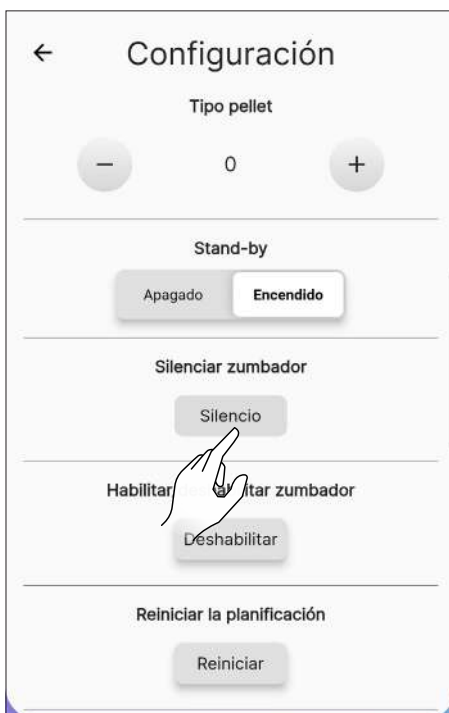 Configuración
Tipo pellet
0
Stand-by
Apagado Encendido
Silenciar zumbador
Silencio
Habilitar zumbador
Deshabilitar
Reiniciar la planificación
Reiniciar